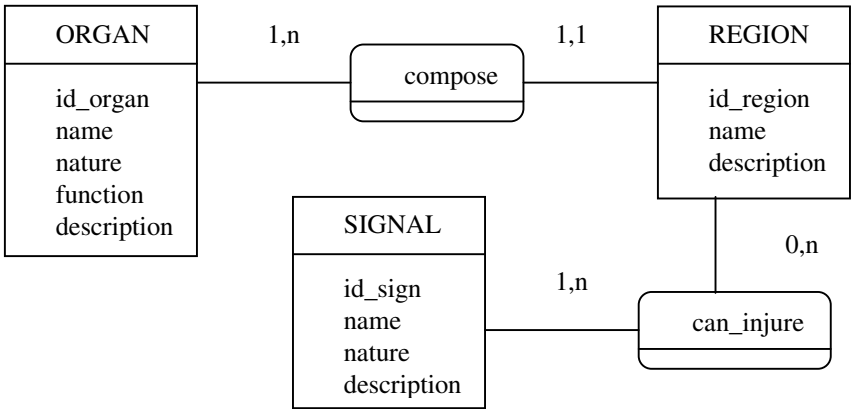 ORGAN
id_organ
name
nature
function
description
1,n
compose
1,1
REGION
id_region
name
description
SIGNAL
id_sign
name
nature
description
1,n
can_injure
0,n